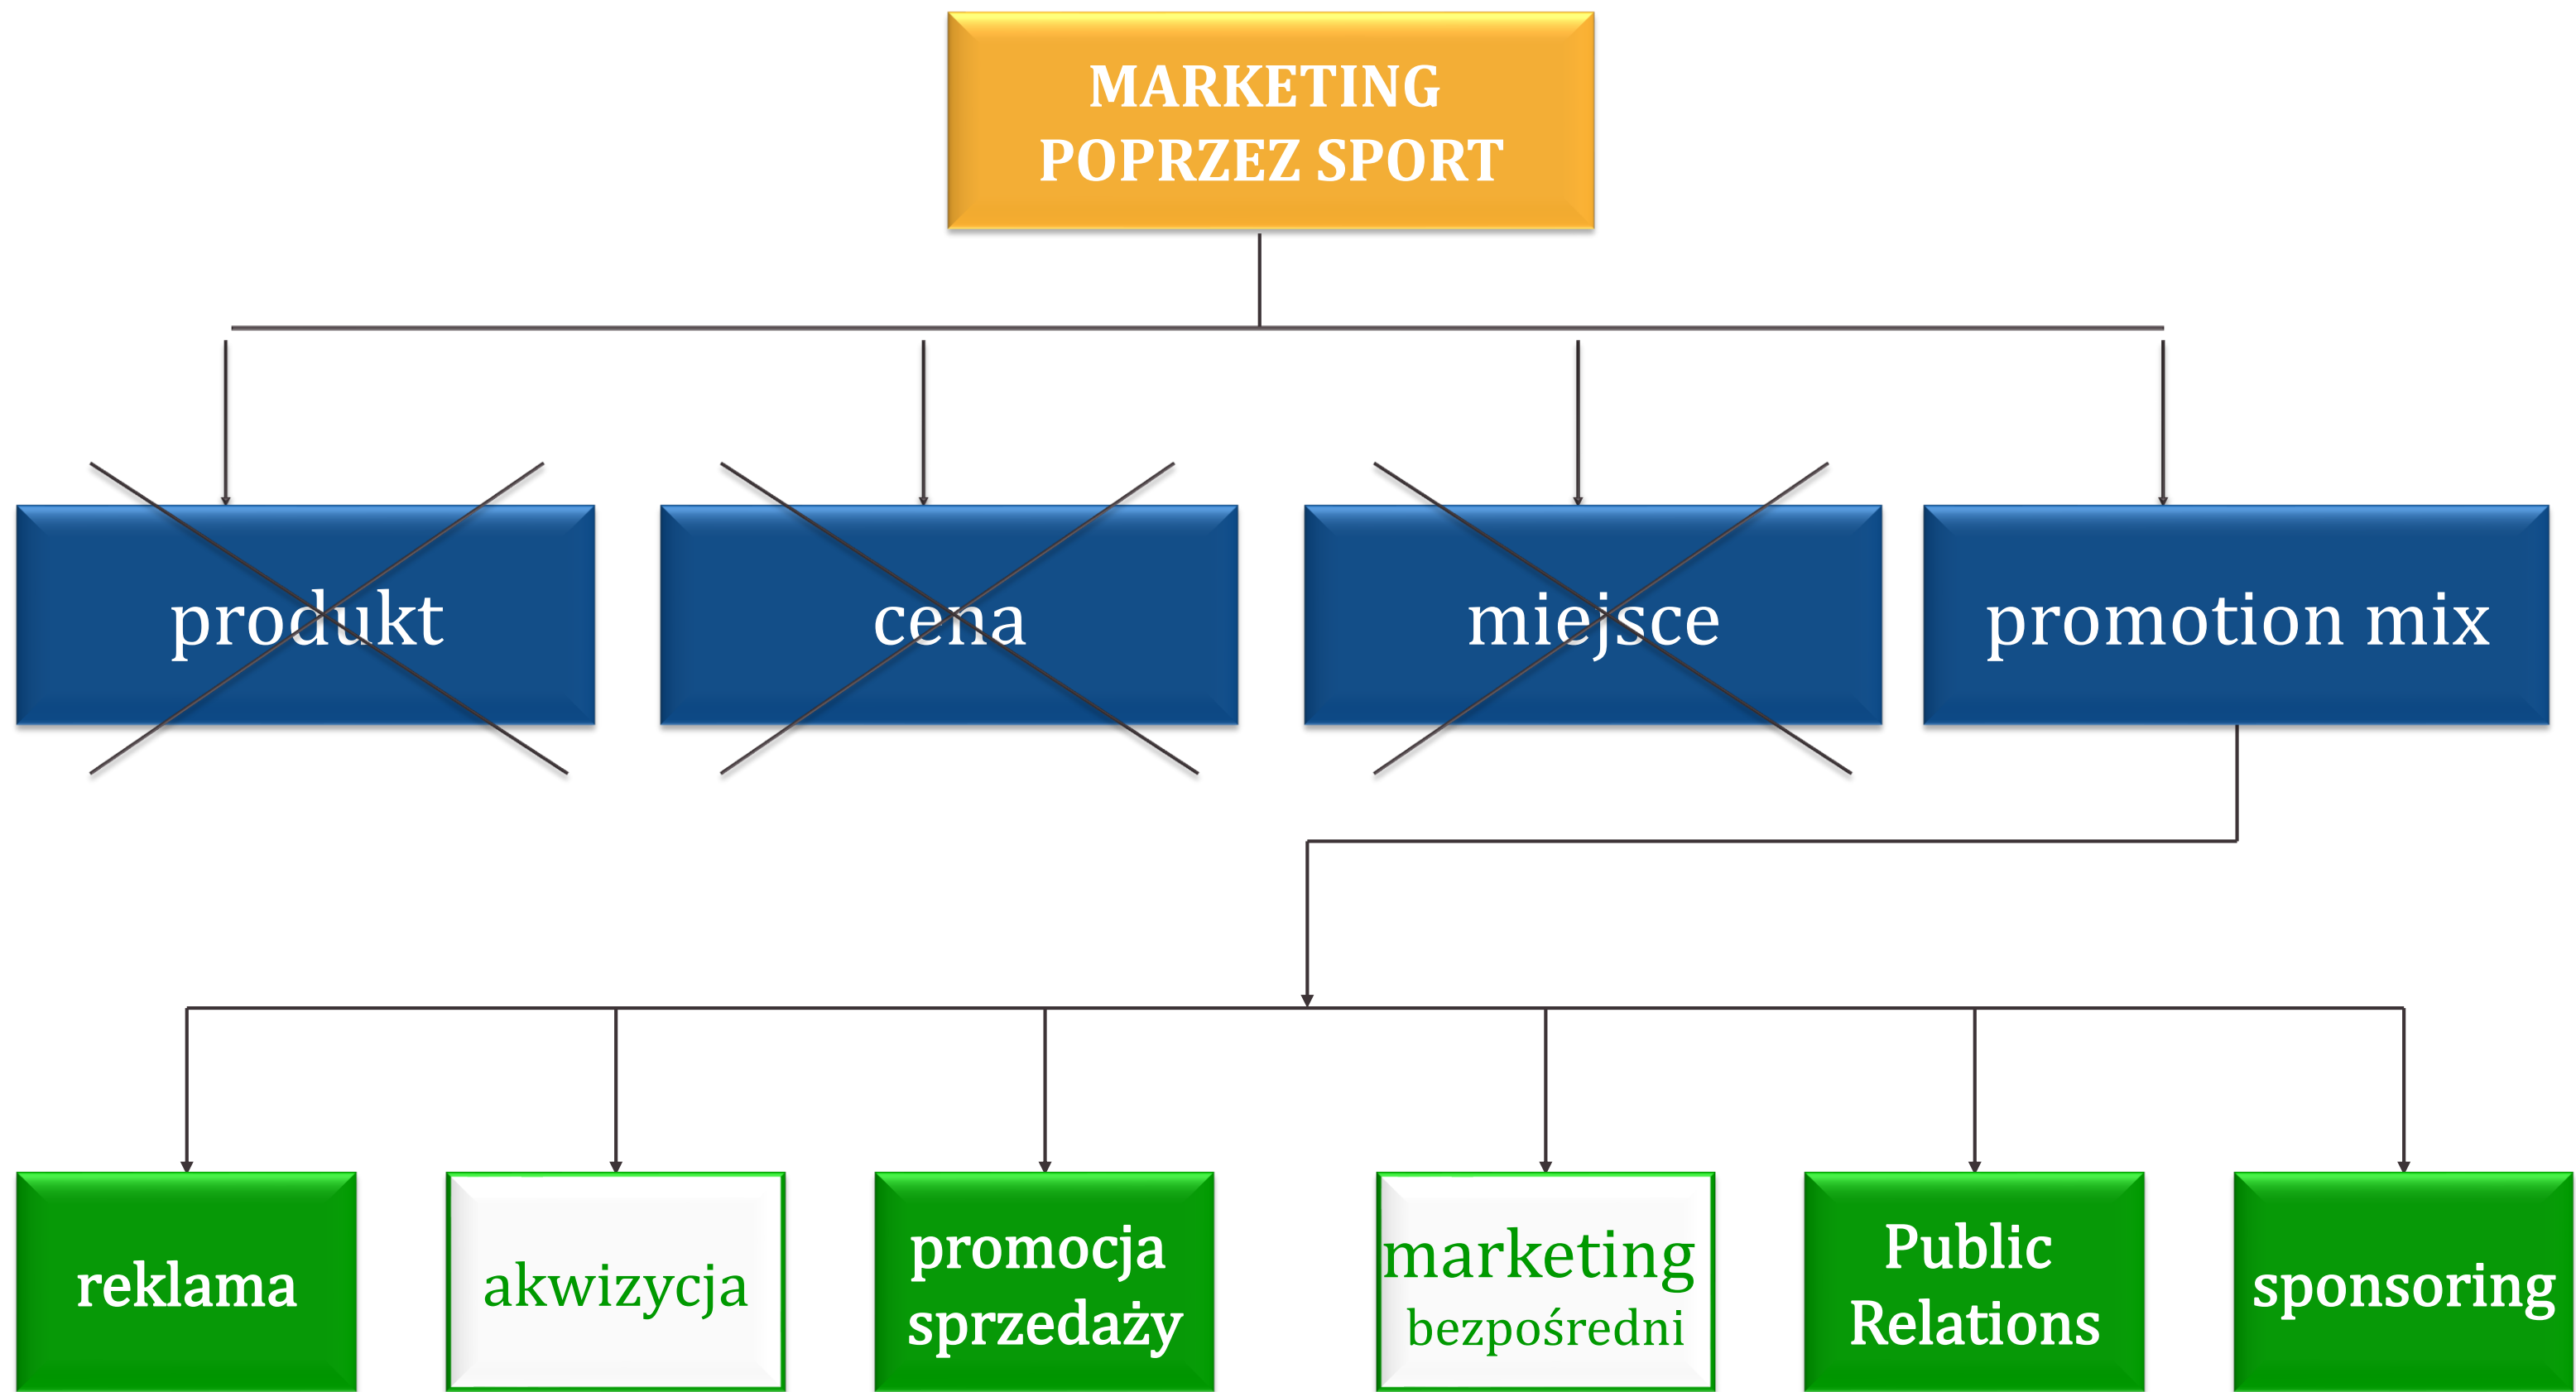 MARKETING
POPRZEZ SPORT
produkt
cena
miejsce
promotion mix
reklama
akwizycja
promocja
sprzedaży
marketing
bezpośredni
Public
Relations
sponsoring